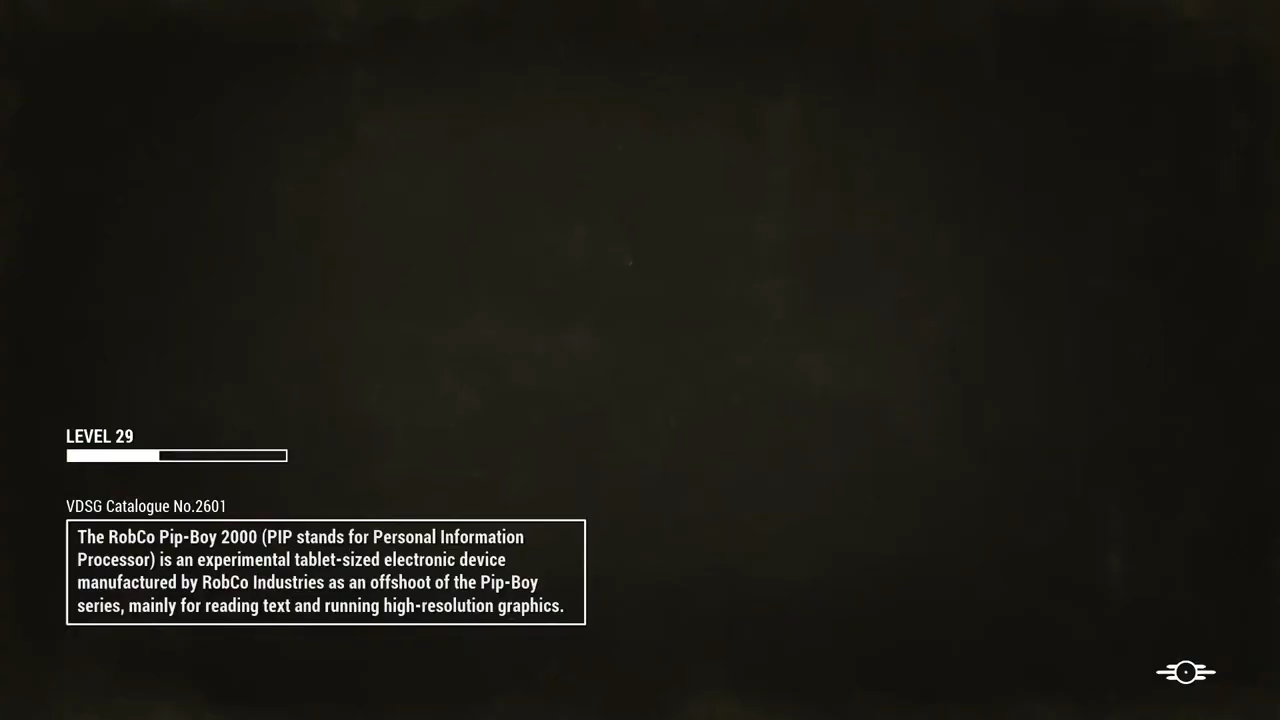 LEVEL 29
VDSG Catalogue No.2601
The RobCo Pip-Boy 2000 (PIP stands for Personal Information
Processor) is an experimental tablet-sized electronic device
manufactured by RobCo Industries as an offshoot of the Pip-Boy
series, mainly for reading text and running high-resolution graphics.